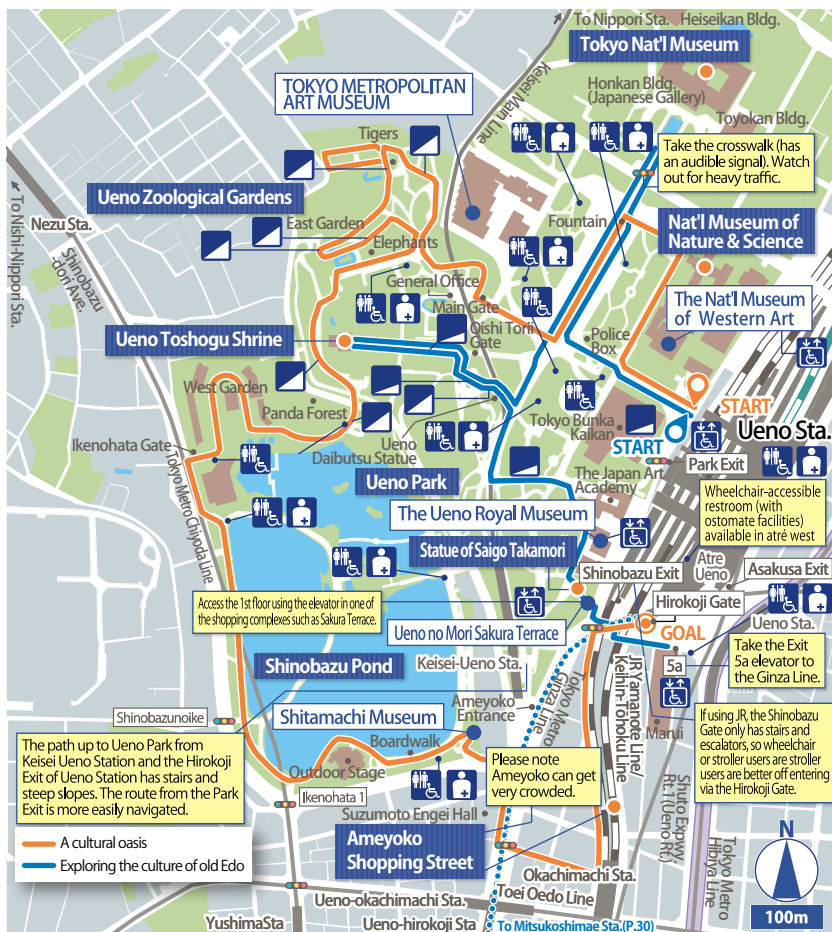 To Nippori Sta.
Heiseikan Bldg.
Tokyo Nat'l Museum
Keisei Main Line
Honkan Bldg.
(Japanese Gallery)
Toyokan Bldg.
TOKYO METROPOLITAN
ART MUSEUM
Tigers
Take the crosswalk (has
an audible signal). Watch
out for heavy traffic.
Ueno Zoological Gardens
To Nishi-Nippori Sta.
Nezu Sta.
Shinobazu
-dori Ave.
East Garden
Elephants
Fountain
Nat'l Museum of
Nature & Science
General Office
Main Gate
The Nat'l Museum
of Western Art
Oishi Torii
Gate
Police
Box
Ueno Toshogu Shrine
West Garden
Panda Forest
START
START
Ueno Sta.
Tokyo Bunka
Kaikan
Ikenohata Gate
Ueno
Daibutsu Statue
Park Exit
Ueno Park
The Japan Art
Academy
Tokyo Metro Chiyoda Line
The Ueno Royal Museum
Wheelchair-accessible
restroom (with
ostomate facilities)
available in atré west
Statue of Saigo Takamori
Shinobazu Exit
Atre
Ueno
Asakusa Exit
Hirokoji Gate
Access the 1st floor using the elevator in one of
the shopping complexes such as Sakura Terrace.
Ueno no Mori Sakura Terrace
GOAL
Ueno Sta.
Shinobazu Pond
Keisei-Ueno Sta.
5a
Take the Exit
5a elevator to
the Ginza Line.
Tokyo Metro
Ginza Line
JR Yamanote Line/
Keihin-Tōhoku Line
Ameyoko
Entrance
Shinobazunoike
Shitamachi Museum
Marui
If using JR, the Shinobazu
Gate only has stairs and
escalators, so wheelchair
or stroller users are stroller
users are better off entering
via the Hirokoji Gate.
The path up to Ueno Park from
Keisei Ueno Station and the Hirokoji
Exit of Ueno Station has stairs and
steep slopes. The route from the Park
Exit is more easily navigated.
Boardwalk
Outdoor Stage
Please note
Ameyoko can get
very crowded.
Ikenohata 1
Suzumoto Engei Hall
Shuto Expwy.
Rt. 1 (Ueno Rt.)
Tokyo Metro
Hibiya Line
A cultural oasis
Exploring the culture of old Edo
Ameyoko
Shopping Street
N
Okachimachi Sta.
Toei Oedo Line
Ueno-okachimachi Sta.
100m
YushimaSta
Ueno-hirokoji Sta
To Mitsukoshimae Sta.(P.30)